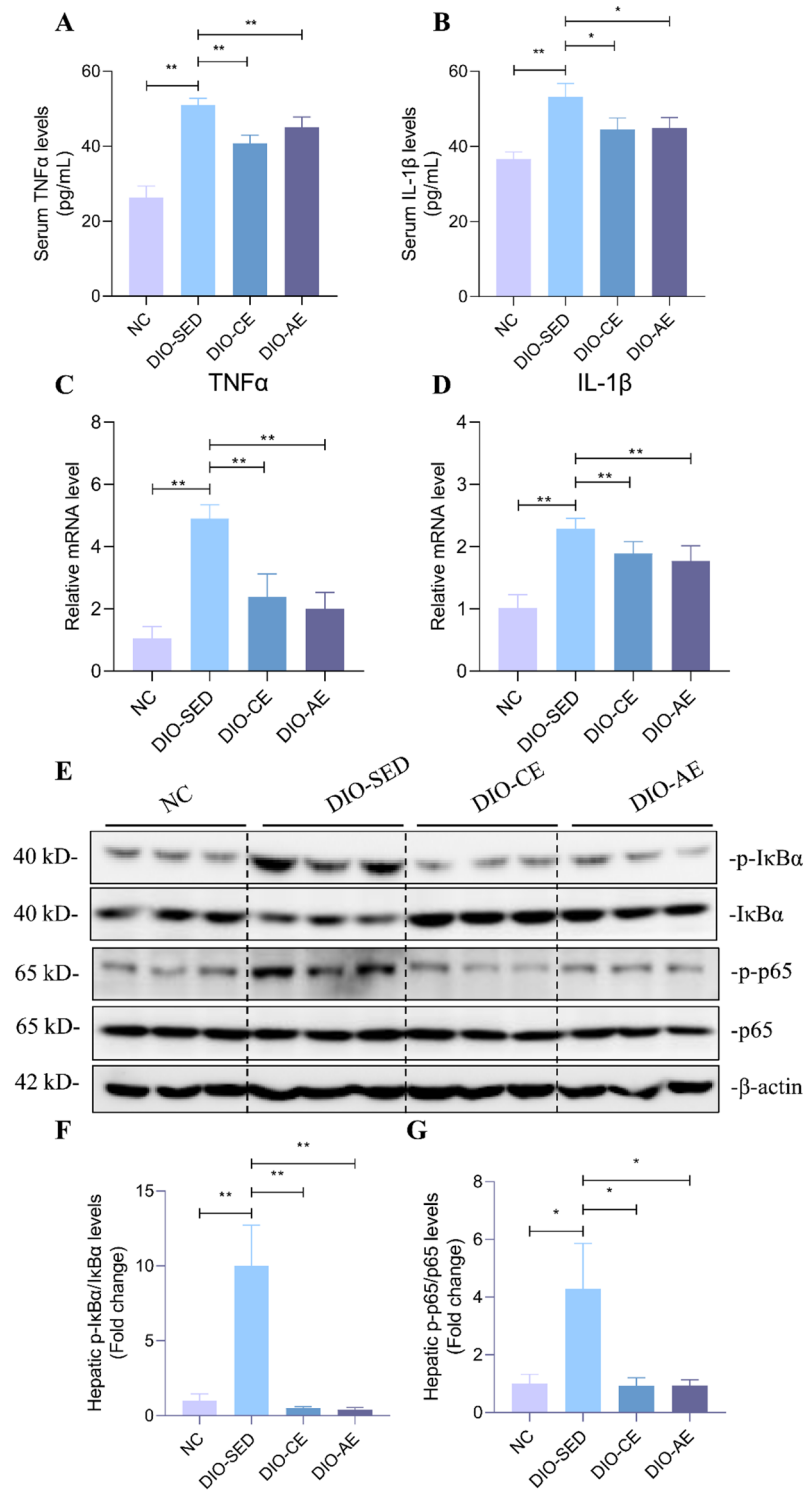 A
B
**
**
**
*
*
**
Serum TNFα levels
(pg/mL)
60
40
20
0
NC
DIO-SED
DIO-CE
DIO-AE
Serum IL-1β levels
(pg/mL)
60
40
20
0
NC
DIO-SED
DIO-CE
DIO-AE
C
TNFα
D
IL-1β
Relative mRNA level
8
6
4
2
0
**
**
**
NC
DIO-SED
DIO-CE
DIO-AE
Relative mRNA level
4
3
2
1
0
**
**
**
NC
DIO-SED
DIO-CE
DIO-AE
E
NC
DIO-SED
DIO-CE
DIO-AE
40 kD-
-p-IκBα
40 kD-
-IκBα
65 kD-
-p-p65
65 kD-
-p65
42 kD-
-β-actin
F
G
Hepatic p-IκBα/IκBα levels
(Fold change)
15
10
5
0
**
**
**
NC
DIO-SED
DIO-CE
DIO-AE
Hepatic p-p65/p65 levels
(Fold change)
8
6
4
2
0
*
*
*
NC
DIO-SED
DIO-CE
DIO-AE